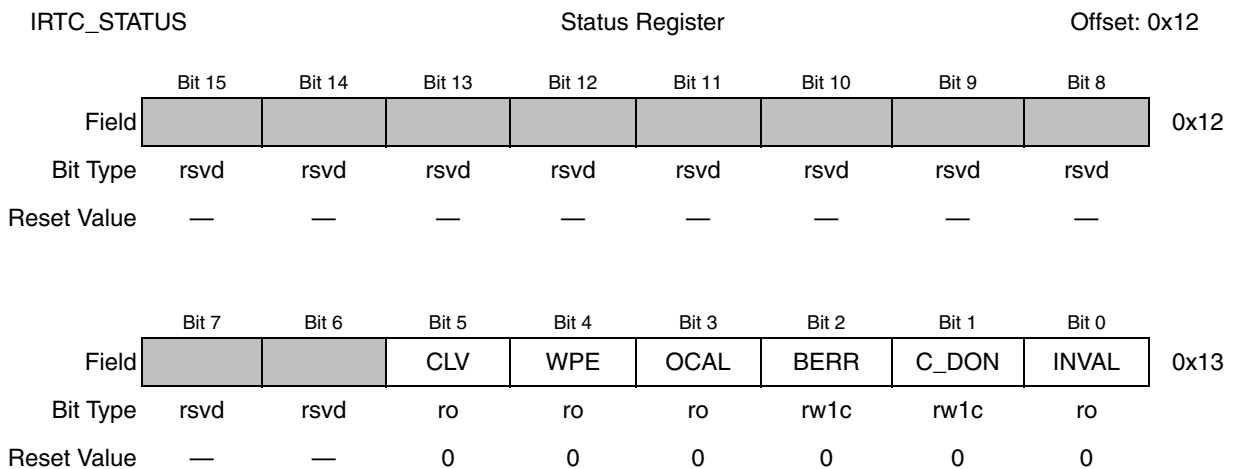 IRTC_STATUS Status Register Offset: 0x12
Bit 15 Bit 14 Bit 13 Bit 12 Bit 11 Bit 10 Bit 9 Bit 8
Field 0x12
Bit Type rsvd rsvd rsvd rsvd rsvd rsvd rsvd rsvd
Reset Value — — — — — — — —
Bit 7 Bit 6 Bit 5 Bit 4 Bit 3 Bit 2 Bit 1 Bit 0
Field CLV WPE OCAL BERR C_DON INVAL 0x13
Bit Type rsvd rsvd ro ro ro rw1c rw1c ro
Reset Value — — 0 0 0 0 0 0